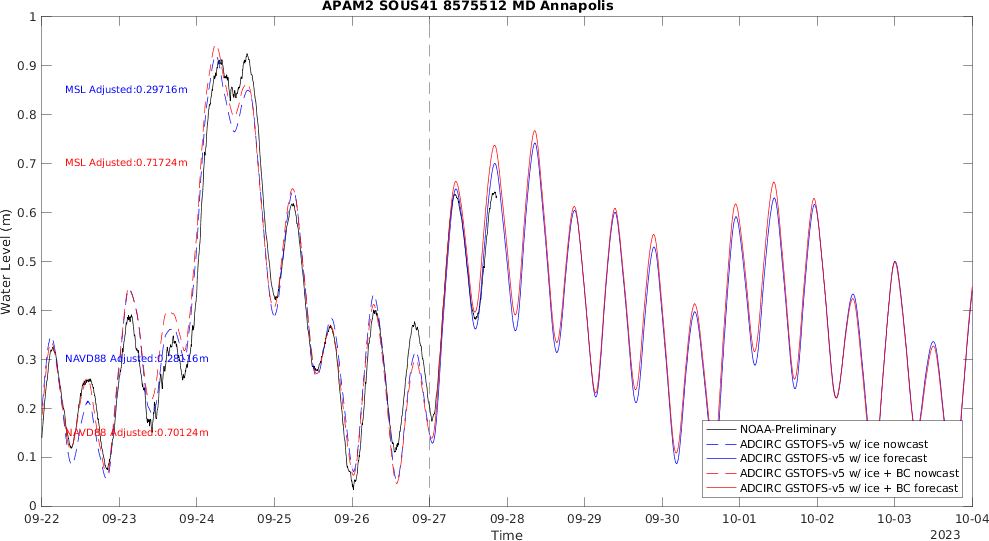 APAM2 SOUS41 8575512 MD Annapolis
1
0.9
0.8
0.7
0.6
0.5
0.4
0.3
0.2
0.1
0
Water Level (m)
MSL Adjusted:0.29716m
MSL Adjusted:0.71724m
NAVD88 Adjusted:0.28116m
NAVD88 Adjusted:0.70124m
NOAA-Preliminary
ADCIRC GSTOFS-v5 w/ ice nowcast
ADCIRC GSTOFS-v5 w/ ice forecast
ADCIRC GSTOFS-v5 w/ ice + BC nowcast
ADCIRC GSTOFS-v5 w/ ice + BC forecast
09-22 09-23 09-24 09-25 09-26 09-27 09-28 09-29 09-30 10-01 10-02 10-03 10-04
Time
2023